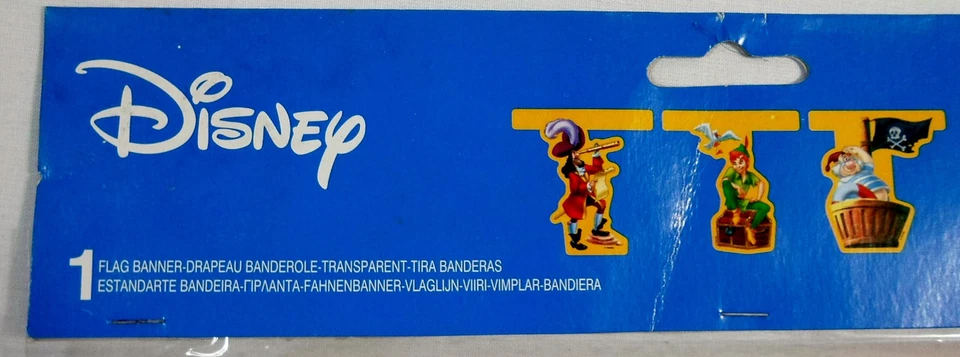 Disney
1 FLAG BANNER-DRAPEAU BANDEROLE-TRANSPARENT-TIRA BANDERAS
ESTANDARTE BANDEIRA-ΓΙΡΛΑΝΤΑ-FAHNENBANNER-VLAGLIJN-VIIRI-VIMPLAR-BANDIERA